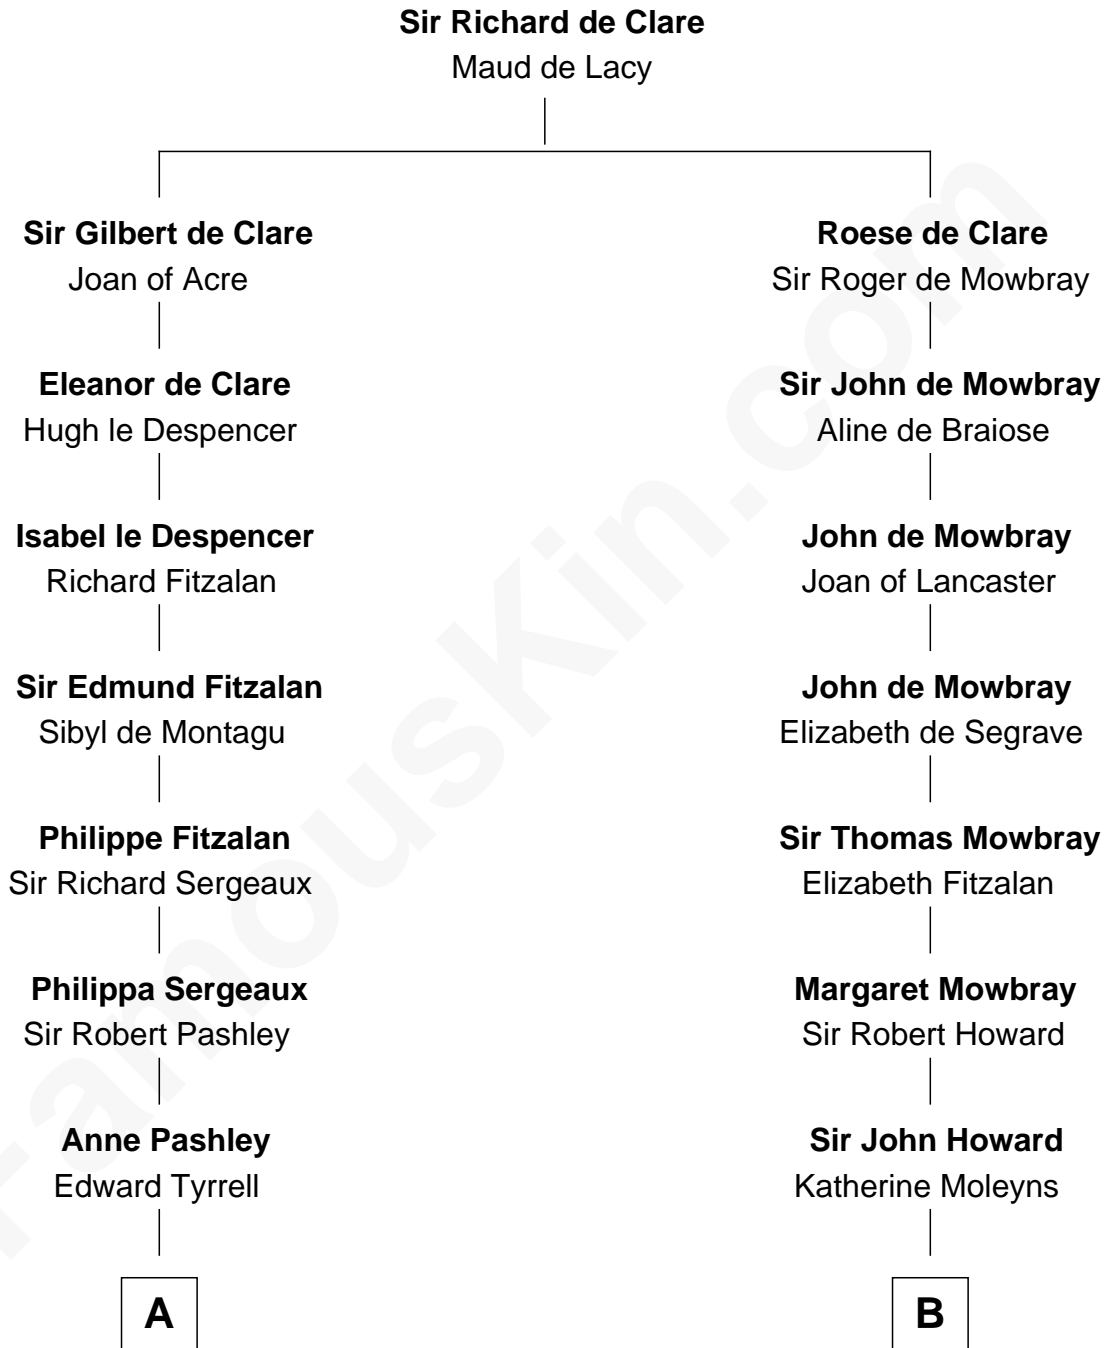 Sir Richard de Clare
Maud de Lacy
Sir Gilbert de Clare
Joan of Acre
Roese de Clare
Sir Roger de Mowbray
Eleanor de Clare
Hugh le Despencer
Sir John de Mowbray
Aline de Braiose
Isabel le Despencer
Richard Fitzalan
John de Mowbray
Joan of Lancaster
Sir Edmund Fitzalan
Sibyl de Montagu
John de Mowbray
Elizabeth de Segrave
Philippe Fitzalan
Sir Richard Sergeaux
Sir Thomas Mowbray
Elizabeth Fitzalan
Philippa Sergeaux
Sir Robert Pashley
Margaret Mowbray
Sir Robert Howard
Anne Pashley
Edward Tyrrell
Sir John Howard
Katherine Moleyns
A
B
FamousKin.com